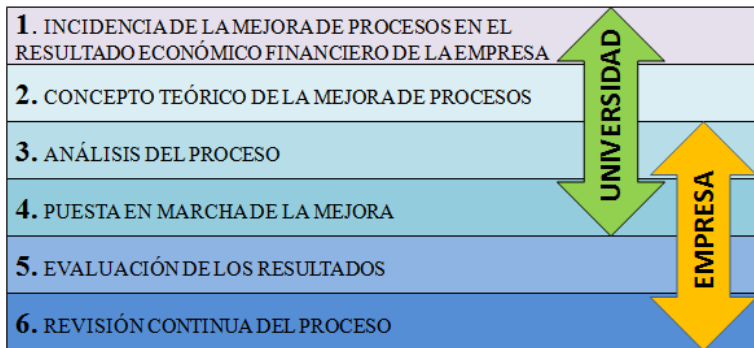 1. INCIDENCIA DE LA MEJORA DE PROCESOS EN EL
RESULTADO ECONÓMICO FINANCIERO DE LA EMPRESA
2. CONCEPTO TEÓRICO DE LA MEJORA DE PROCESOS
3. ANÁLISIS DEL PROCESO
4. PUESTA EN MARCHA DE LA MEJORA
5. EVALUACIÓN DE LOS RESULTADOS
6. REVISIÓN CONTINUA DEL PROCESO
UNIVERSIDAD
EMPRESA